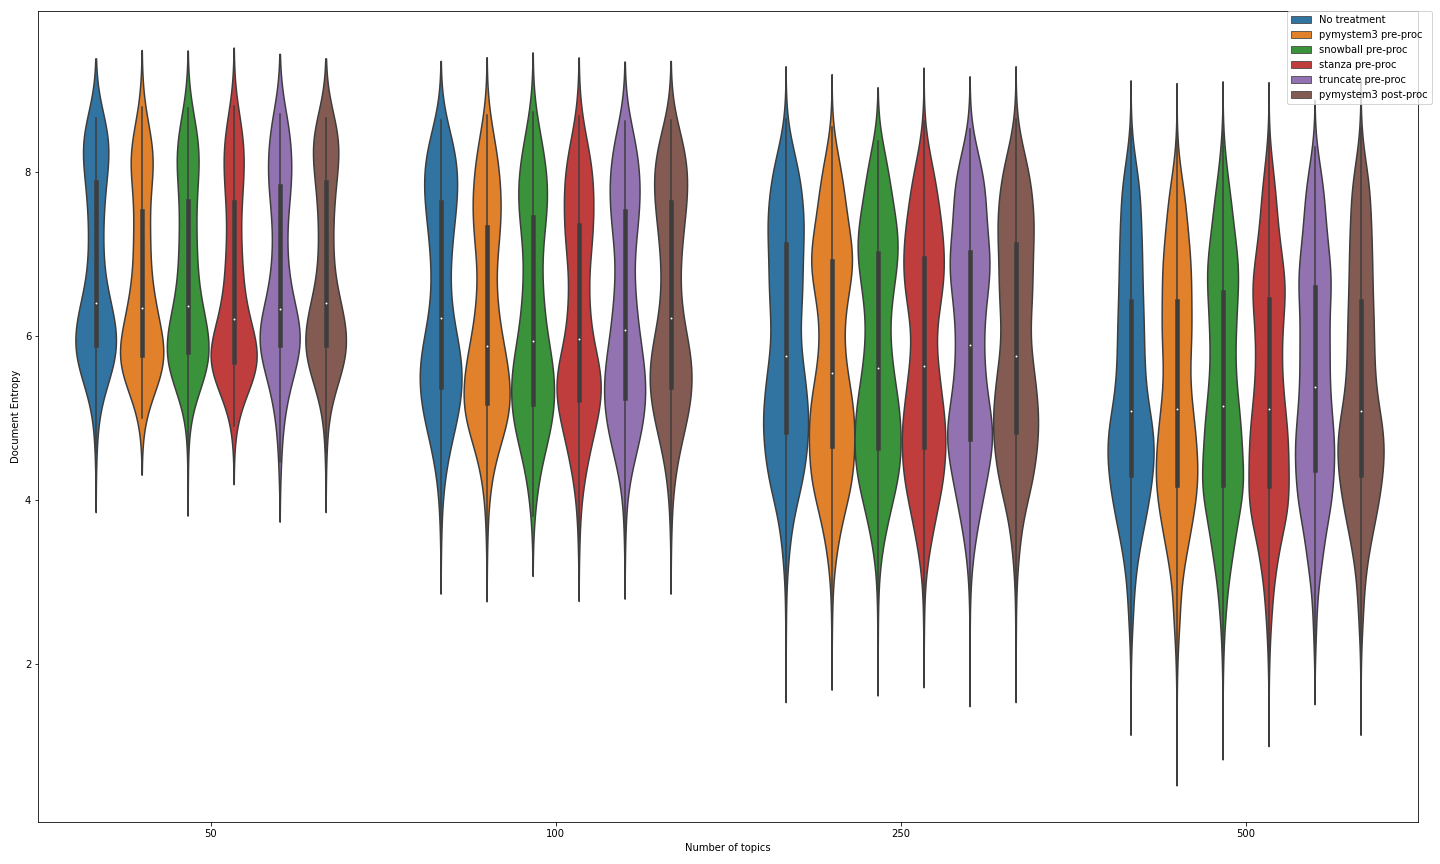 No treatment
pymystem3 pre-proc
snowball pre-proc
stanza pre-proc
truncate pre-proc
pymystem3 post-proc
Document Entropy
8
6
4
2
50 100 250 500
Number of topics